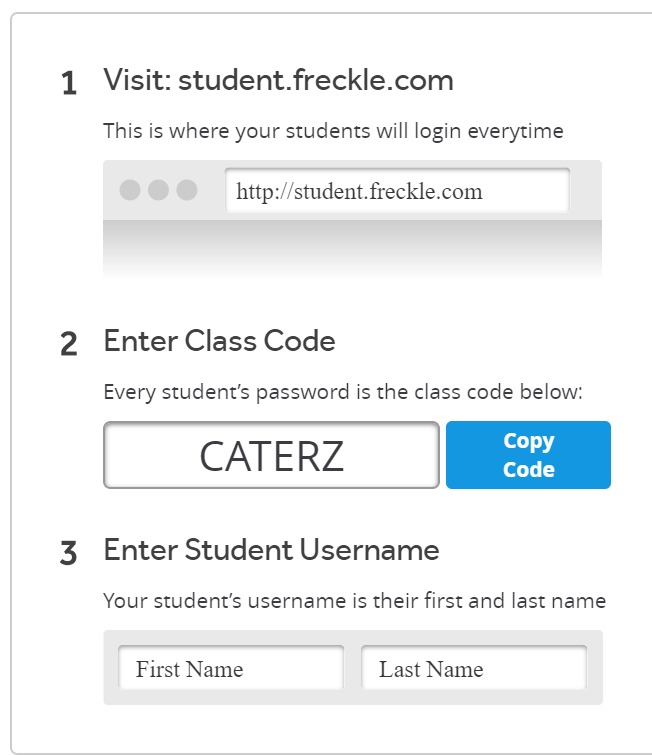 1 Visit: student.freckle.com
This is where your students will login everytime
http://student.freckle.com
2 Enter Class Code
Every student's password is the class code below:
CATERZ
Copy
Code
3 Enter Student Username
Your student's username is their first and last name
First Name Last Name